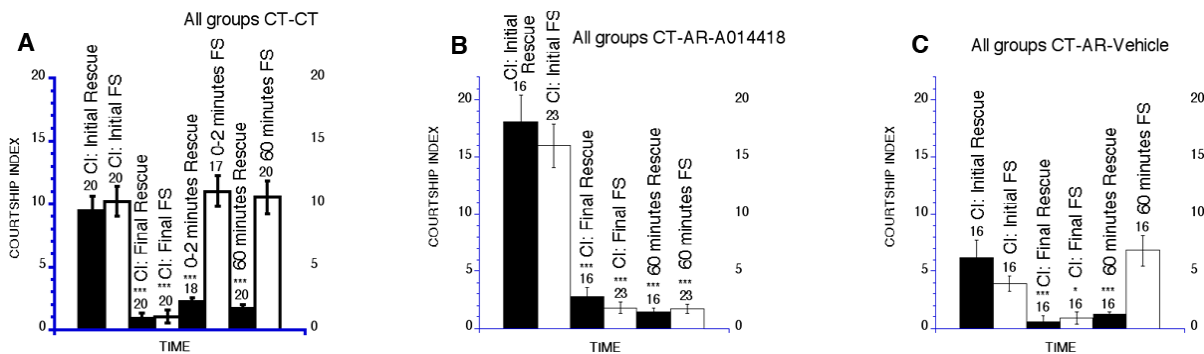 All groups CT-CT
A
COURTSHIP INDEX
20
15
10
5
0
20 CI: Initial Rescue
20 CI: Initial FS
*** 20 CI: Final Rescue
*** 20 CI: Final FS
*** 18 0-2 minutes Rescue
17 0-2 minutes FS
*** 20 60 minutes Rescue
20 60 minutes FS
20
15
10
5
0
TIME
B
All groups CT-AR-A014418
COURTSHIP INDEX
20
15
10
5
0
16 CI: Initial Rescue
23 CI: Initial FS
*** 16 CI: Final Rescue
*** 23 CI: Final FS
*** 16 60 minutes Rescue
*** 23 60 minutes FS
20
15
10
5
0
TIME
C
All groups CT-AR-Vehicle
COURTSHIP INDEX
20
15
10
5
0
16 CI: Initial Rescue
16 CI: Initial FS
*** 16 CI: Final Rescue
* 16 CI: Final FS
*** 16 60 minutes Rescue
16 60 minutes FS
20
15
10
5
0
TIME